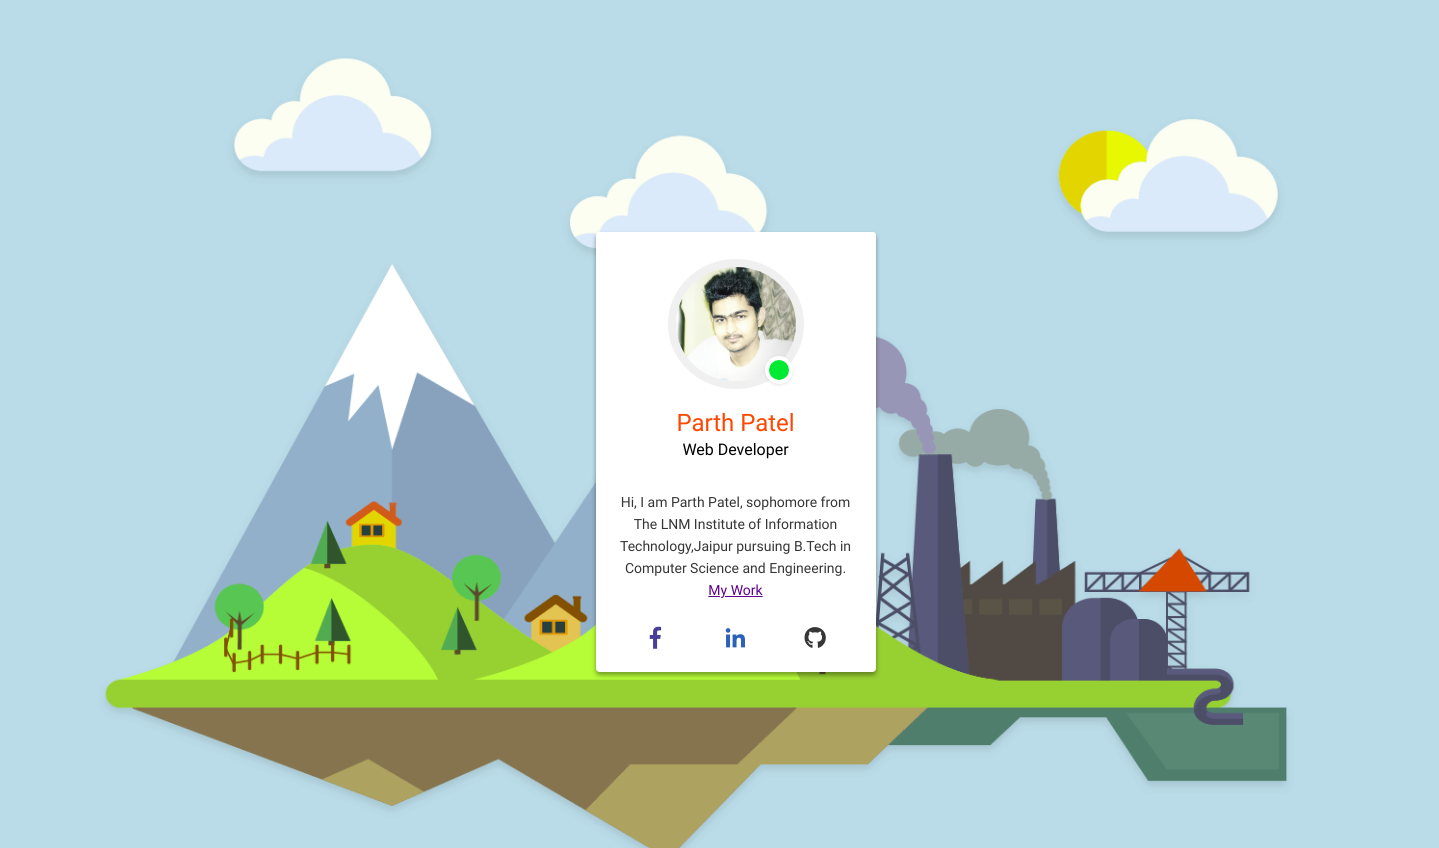 Parth Patel
Web Developer
Hi, I am Parth Patel, sophomore from
The LNM Institute of Information
Technology,Jaipur pursuing B.Tech in
Computer Science and Engineering.
My Work